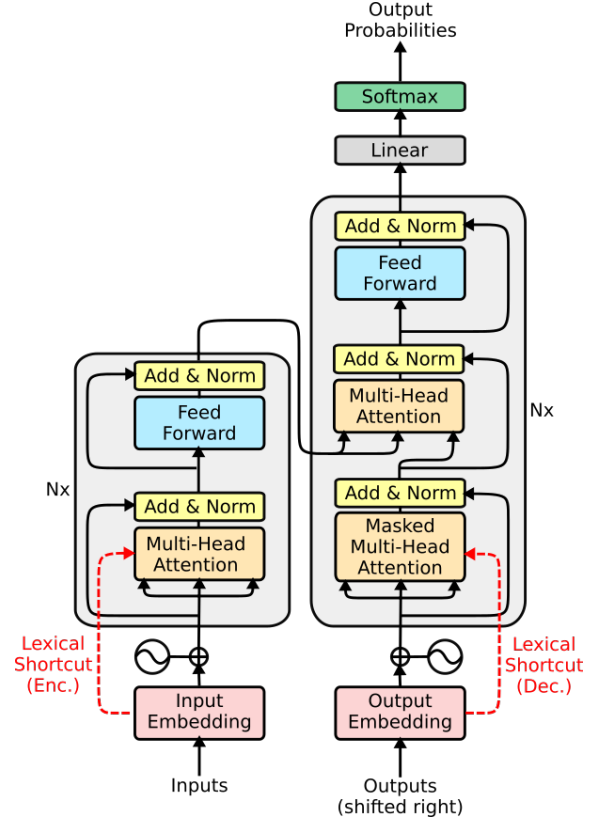 Output
Probabilities
Softmax
Linear
Add & Norm
Feed
Forward
Add & Norm
Multi-Head
Attention
Nx
Add & Norm
Masked
Multi-Head
Attention
Add & Norm
Feed
Forward
Nx
Add & Norm
Multi-Head
Attention
Lexical
Shortcut
(Enc.)
Lexical
Shortcut
(Dec.)
Input
Embedding
Output
Embedding
Inputs
Outputs
(shifted right)